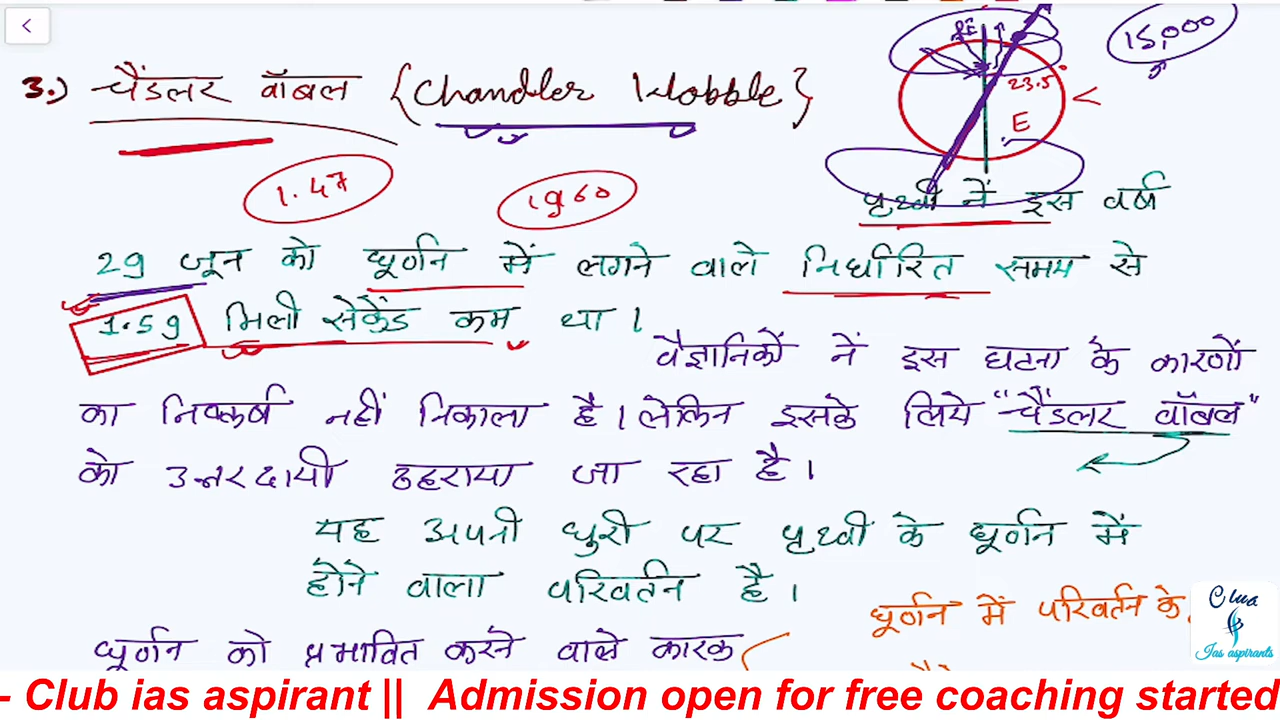 15,000
23.5°
E
3.) चैंडलर वॉबल {Chandler Wobble}
1.47
1960
पृथ्वी नें इस वर्ष
29 जून को घूर्णन में लगने वाले निर्धारित समय से
1.59 मिली सेकैंड कम था।
वैज्ञानिकों नें इस घटना के कारणों
का निष्कर्ष नहीं निकाला है। लेकिन इसके लिये "चैंडलर वॉबल"
को उत्तरदायी ठहराया जा रहा है।
यह अपनी धुरी पर पृथ्वी के घूर्णन में
होने वाला परिवर्तन है।
घूर्णन में परिवर्तन के
घूर्णन को प्रभावित करने वाले कारक
Club
Ias aspirants
- Club ias aspirant || Admission open for free coaching started